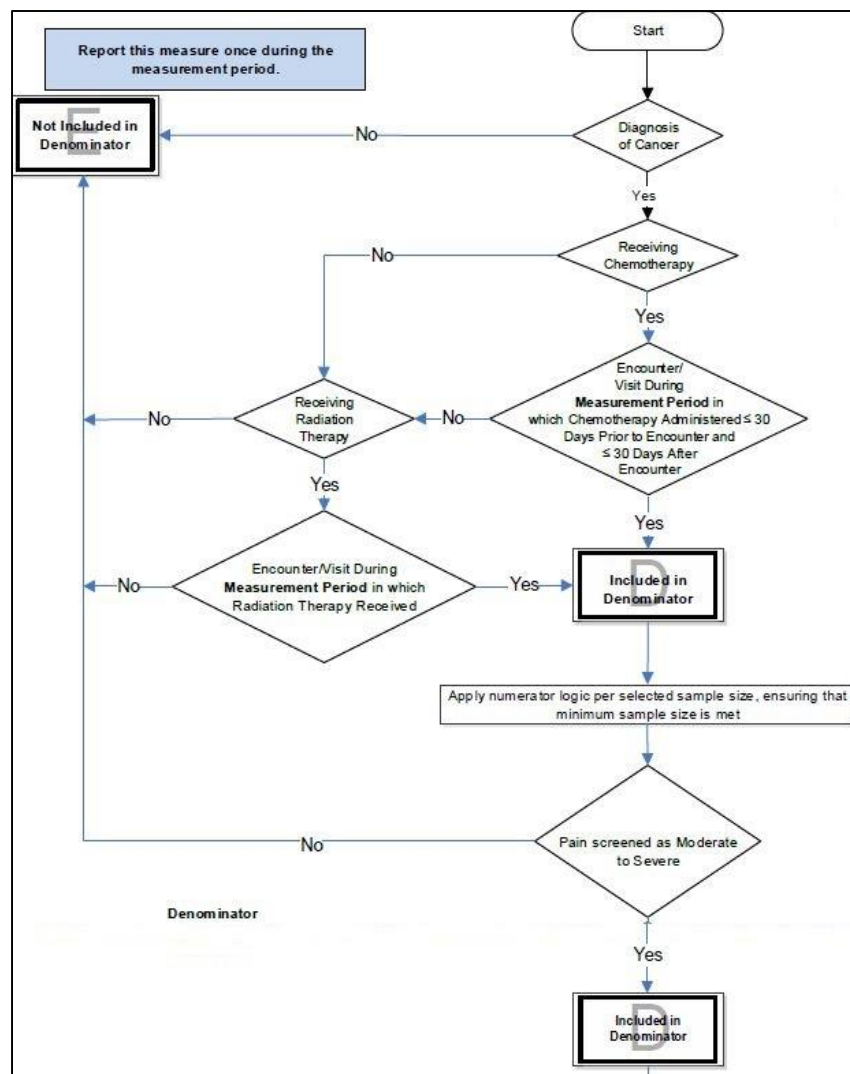 Start
Report this measure once during the
measurement period.
E
Not Included in
Denominator
No
Diagnosis
of Cancer
Yes
No
Receiving
Chemotherapy
Yes
Encounter/
Visit During
Measurement Period in
which Chemotherapy Administered ≤ 30
Days Prior to Encounter and
≤ 30 Days After
Encounter
No
Receiving
Radiation
Therapy
No
Yes
Yes
Encounter/Visit During
Measurement Period in which
Radiation Therapy Received
No
Yes
D
Included in
Denominator
Apply numerator logic per selected sample size, ensuring that
minimum sample size is met
Pain screened as Moderate
to Severe
No
Denominator
Yes
D
Included in
Denominator